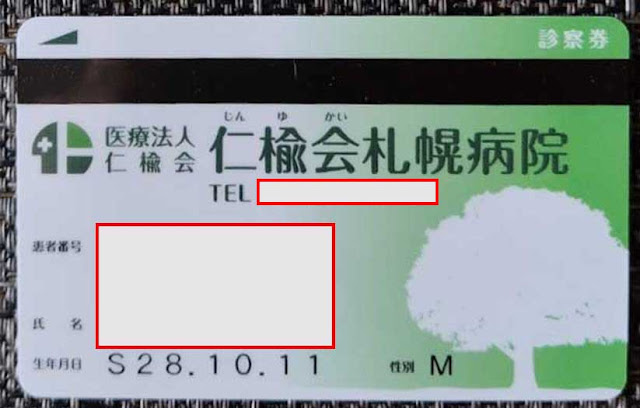 診察券
じん ゆ かい
医療法人
仁楡会
仁楡会札幌病院
TEL
患者番号
氏 名
生年月日 S28.10.11 性別 M